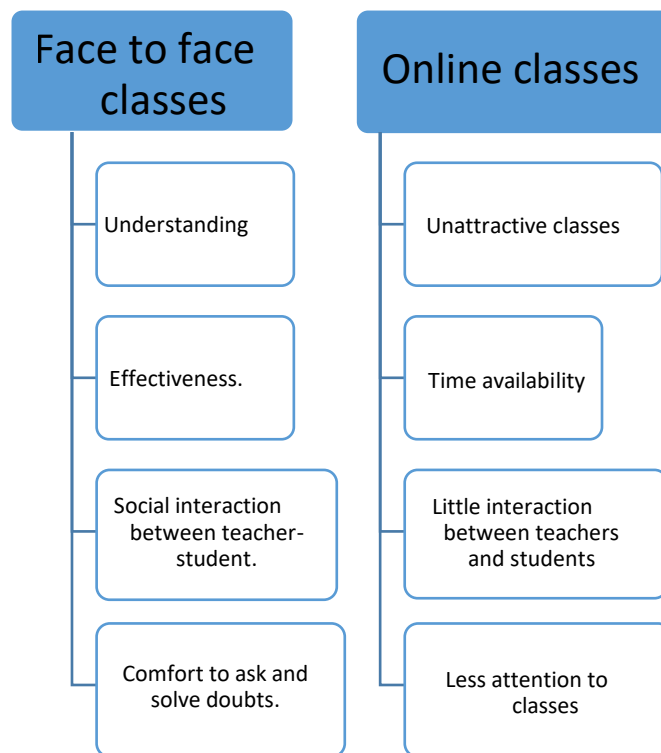 Face to face
classes
Understanding
Effectiveness.
Social interaction
between teacher-
student.
Comfort to ask and
solve doubts.
Online classes
Unattractive classes
Time availability
Little interaction
between teachers
and students
Less attention to
classes